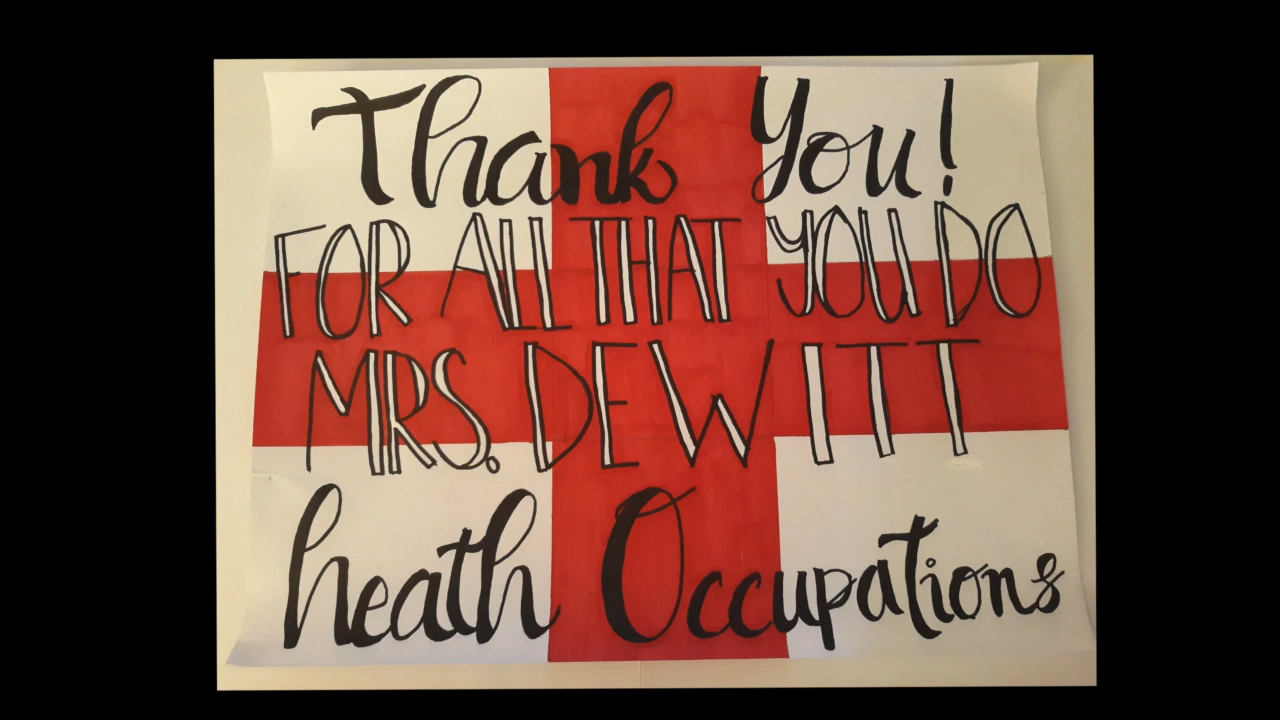 Thank You!
FOR ALL THAT YOU DO
MRS. DEWITT
heath Occupations